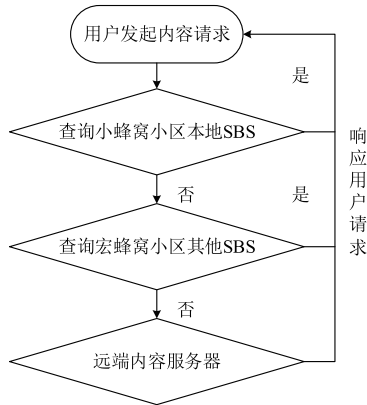 用户发起内容请求
是
查询小蜂窝小区本地SBS
否
是
查询宏蜂窝小区其他SBS
否
远端内容服务器
响应用户请求